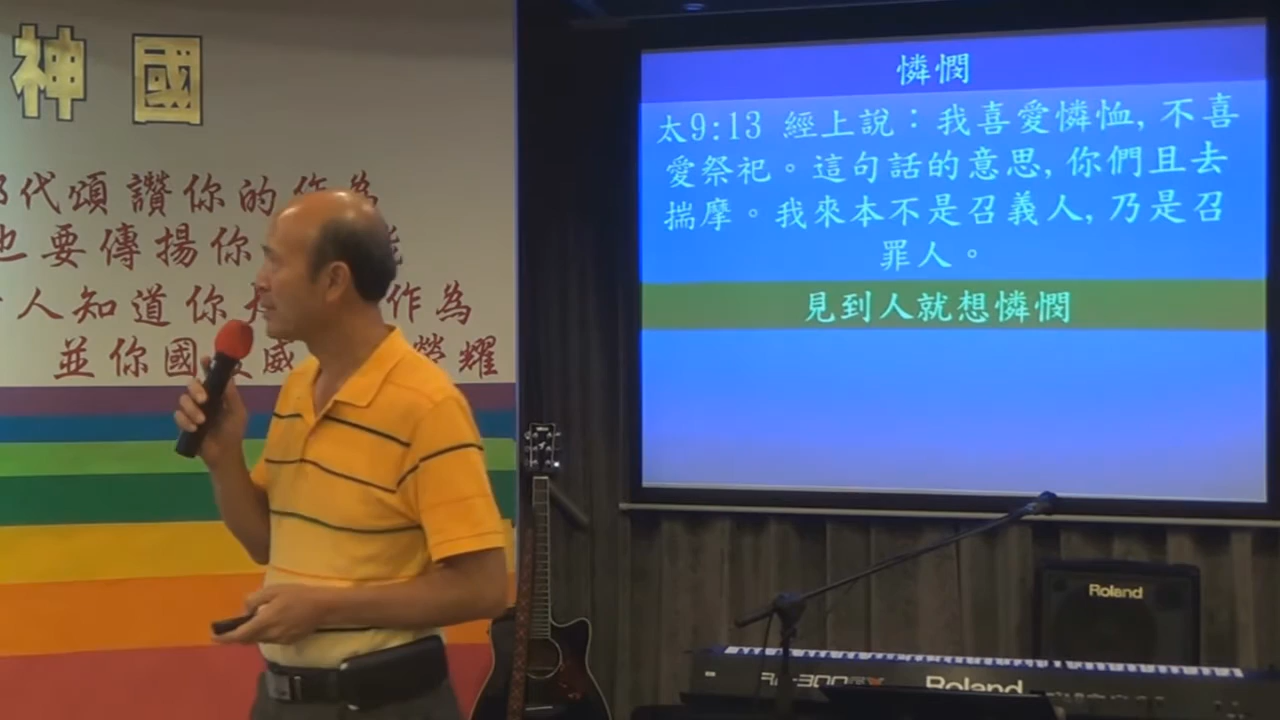 神國
代頌讚你的作為
也要傳揚你
人知道你 作為
並你國 威 榮耀
憐憫
太9:13 經上說：我喜愛憐恤,不喜
愛祭祀。這句話的意思,你們且去
揣摩。我來本不是召義人,乃是召
罪人。
見到人就想憐憫
Roland
Roland